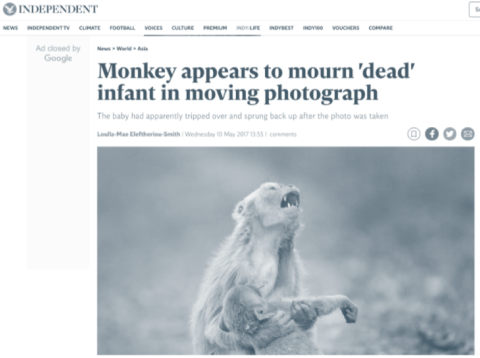 INDEPENDENT
NEWS INDEPENDENT TV CLIMATE FOOTBALL VOICES CULTURE PREMIUM INDY/LIFE INDYBEST INDY100 VOUCHERS COMPARE
Ad closed by
Google
News > World > Asia
Monkey appears to mourn 'dead'
infant in moving photograph
The baby had apparently tripped over and sprung back up after the photo was taken
Loulla-Mae Eleftheriou-Smith | Wednesday 10 May 2017 13:53 | comments